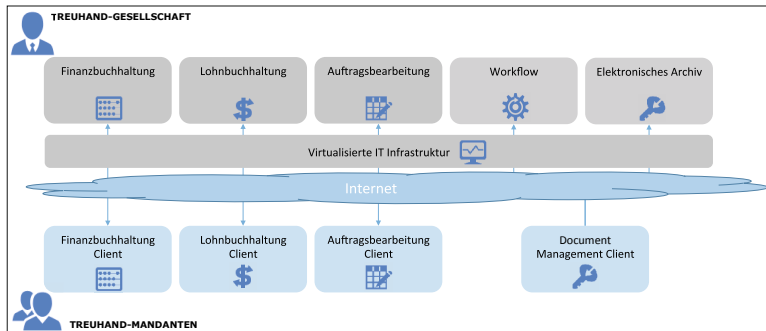 TREUHAND-GESELLSCHAFT
Finanzbuchhaltung
Lohnbuchhaltung
Auftragsbearbeitung
Workflow
Elektronisches Archiv
Virtualisierte IT Infrastruktur
Internet
Finanzbuchhaltung
Client
Lohnbuchhaltung
Client
Auftragsbearbeitung
Client
Document
Management Client
TREUHAND-MANDANTEN